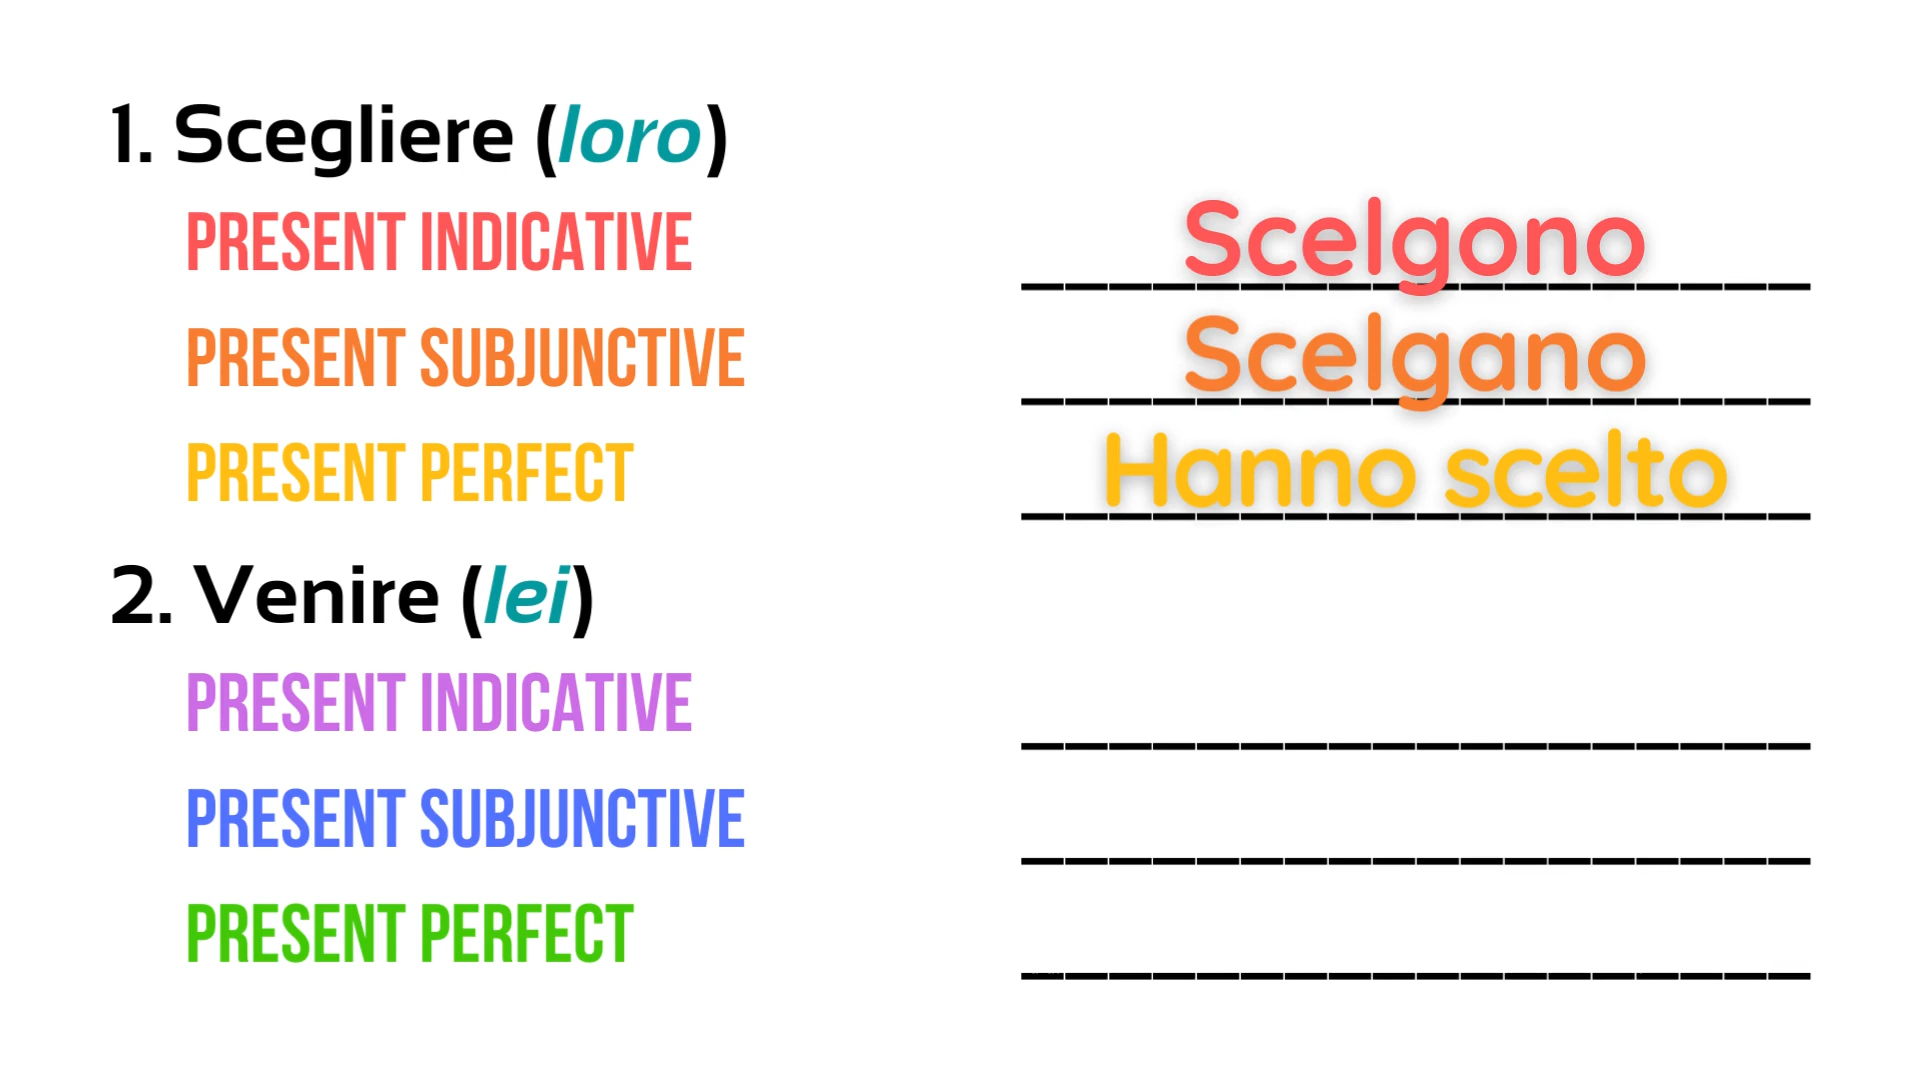 1. Scegliere (loro)
PRESENT INDICATIVE Scelgono
PRESENT SUBJUNCTIVE Scelgano
PRESENT PERFECT Hanno scelto
2. Venire (lei)
PRESENT INDICATIVE
PRESENT SUBJUNCTIVE
PRESENT PERFECT